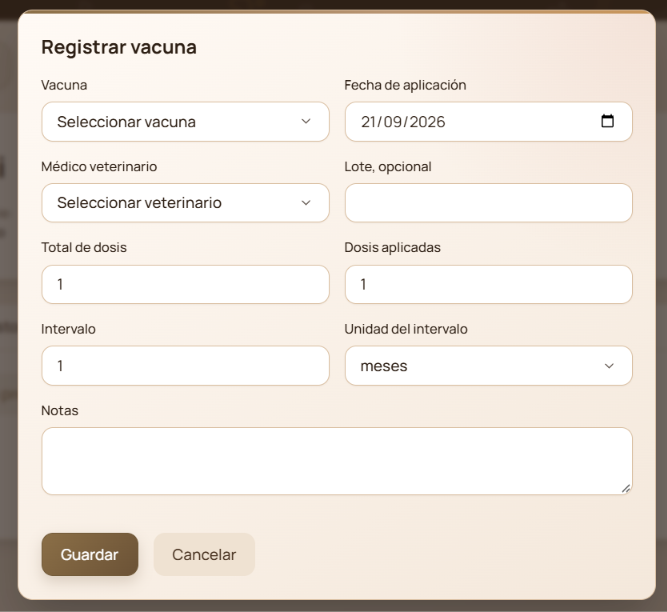 Registrar vacuna
Vacuna
Fecha de aplicación
Seleccionar vacuna
21/09/2026
Médico veterinario
Lote, opcional
Seleccionar veterinario
Total de dosis
Dosis aplicadas
1
1
Intervalo
Unidad del intervalo
1
meses
Notas
Guardar
Cancelar